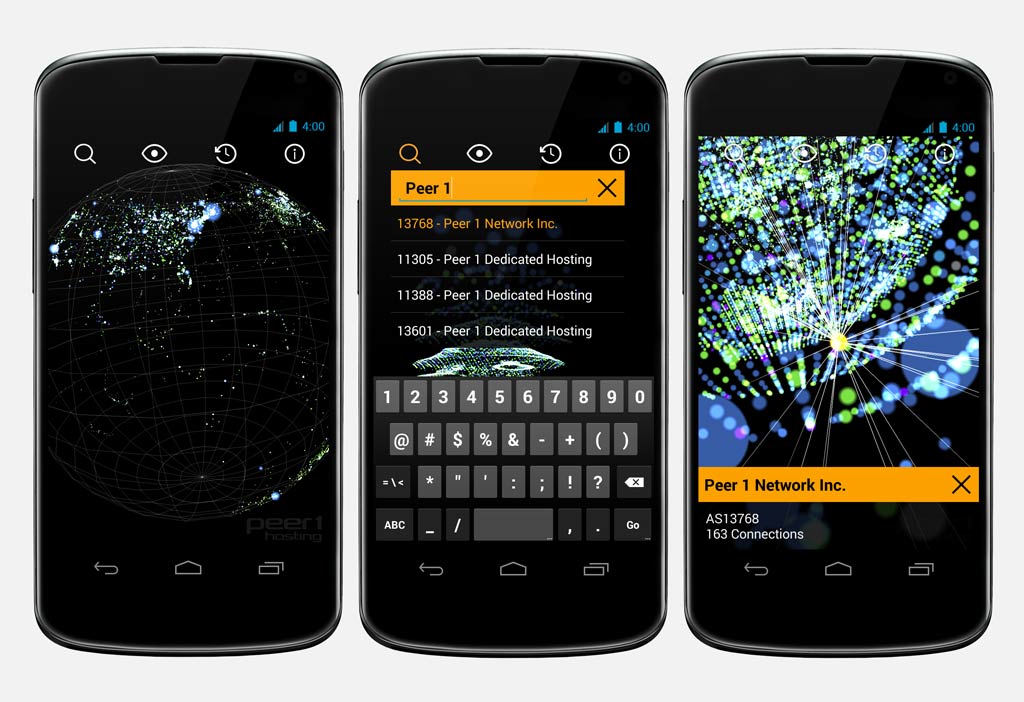 4:00
peer1
hosting
4:00
Peer 1
13768 - Peer 1 Network Inc.
11305 - Peer 1 Dedicated Hosting
11388 - Peer 1 Dedicated Hosting
13601 - Peer 1 Dedicated Hosting
1 2 3 4 5 6 7 8 9 0
@ # $ % & - + ( )
=\< * " ' : ; ! ?
ABC _ / , . Go
4:00
Peer 1 Network Inc.
AS13768
163 Connections